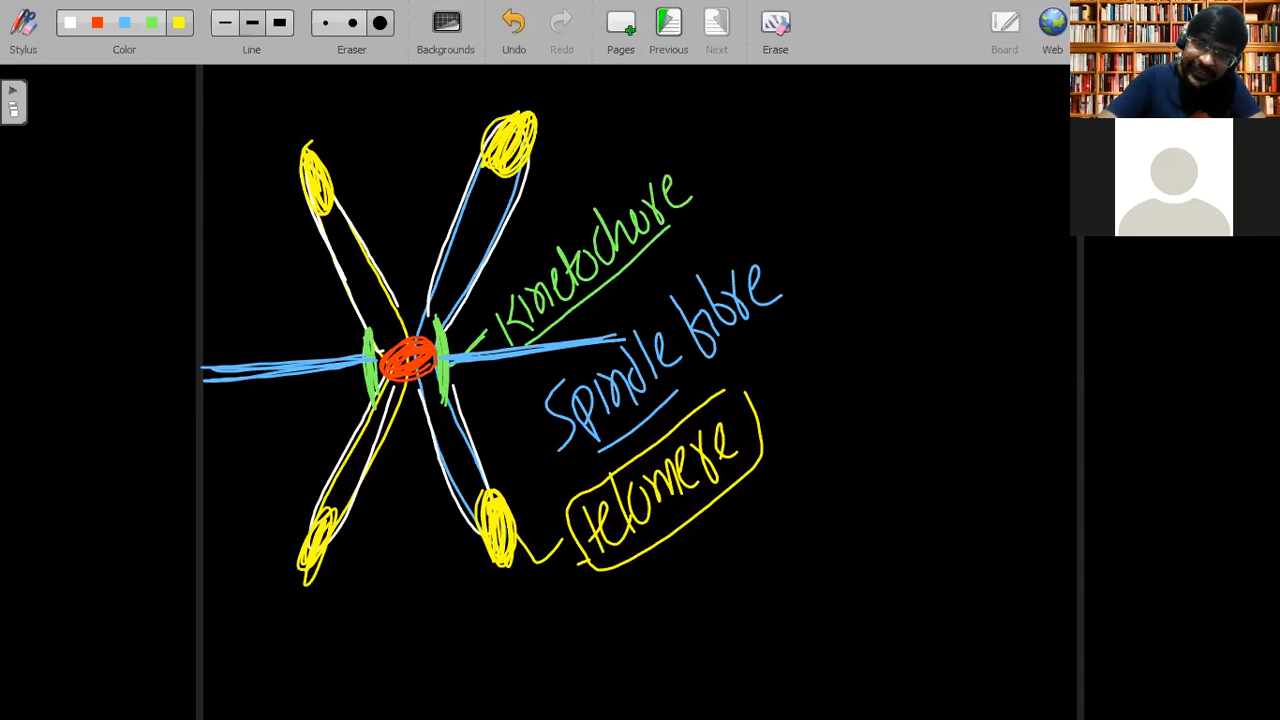 Stylus
Color
Line
Eraser
Backgrounds
Undo
Redo
Pages
Previous
Next
Erase
Board
Web
Kinetochore
Spindle fibre
telomere